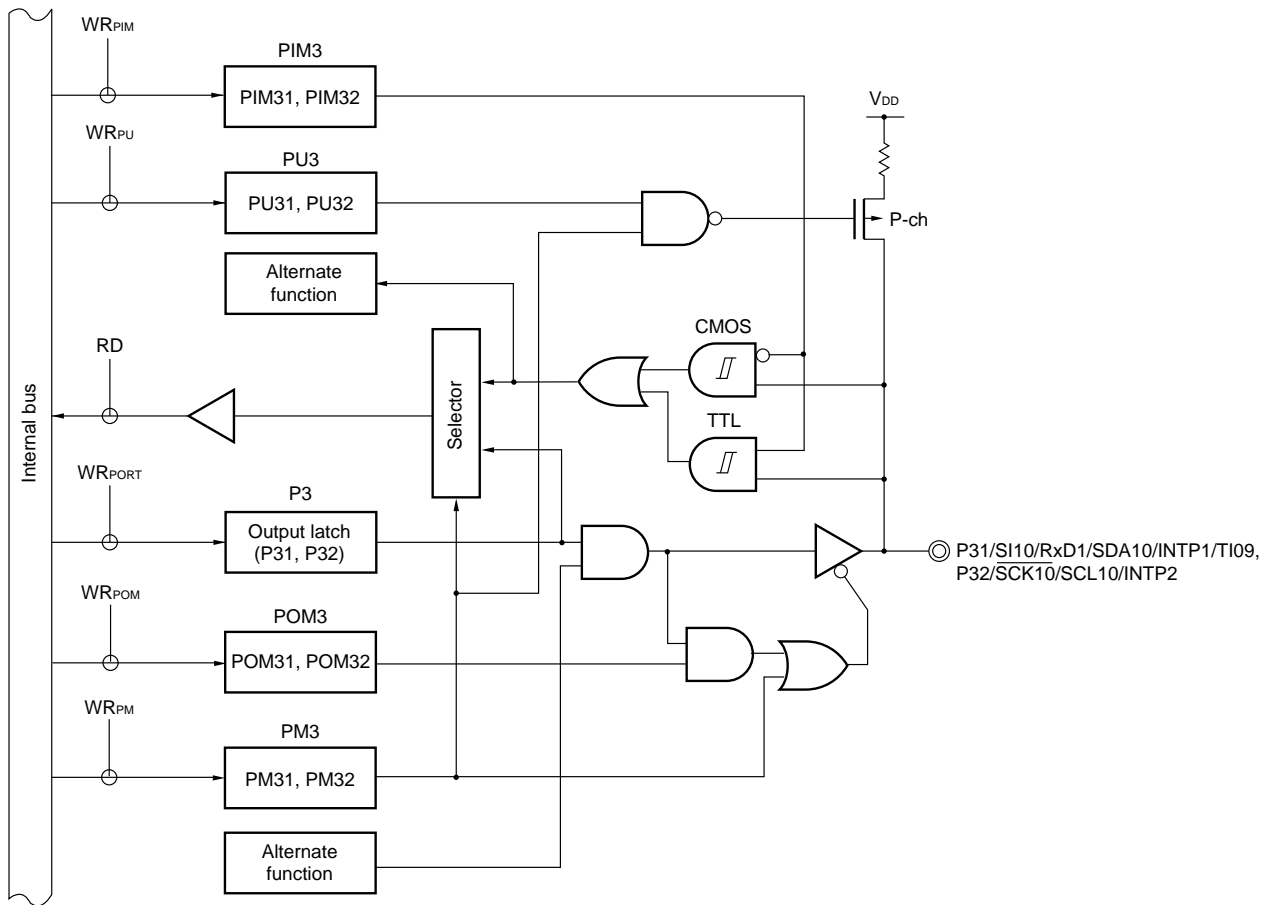 WRPIM
PIM3
PIM31, PIM32
VDD
WRPU
PU3
PU31, PU32
P-ch
Alternate
function
CMOS
RD
Selector
TTL
Internal bus
WRPORT
P3
Output latch
(P31, P32)
P31/SI10/RxD1/SDA10/INTP1/TI09,
P32/SCK10/SCL10/INTP2
WRPOM
POM3
POM31, POM32
WRPM
PM3
PM31, PM32
Alternate
function